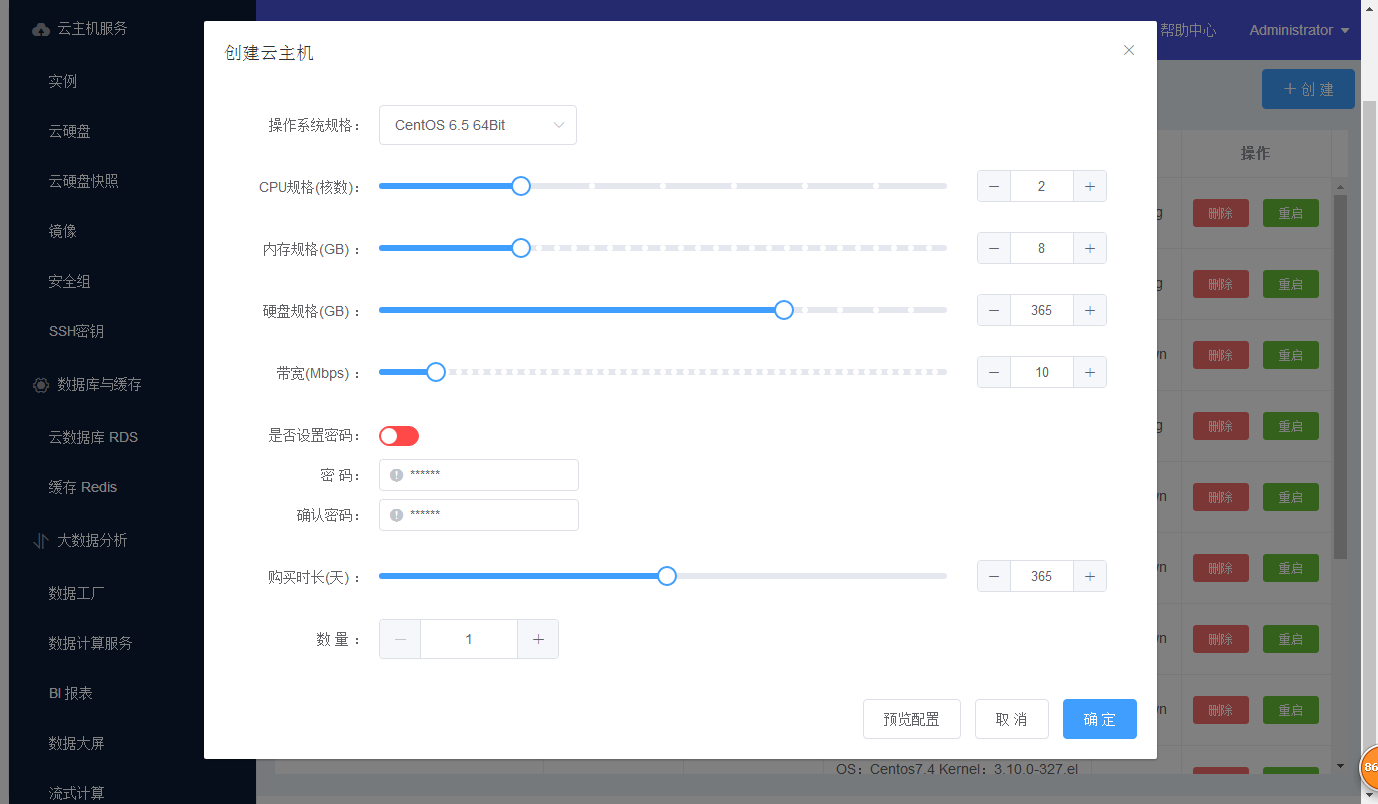 云主机服务
实例
云硬盘
云硬盘快照
镜像
安全组
SSH密钥
数据库与缓存
云数据库 RDS
缓存 Redis
大数据分析
数据工厂
数据计算服务
BI 报表
数据大屏
流式计算
帮助中心
Administrator
创 建
操作
创建云主机
操作系统规格：
CentOS 6.5 64Bit
CPU规格(核数)：
2
内存规格(GB)：
8
硬盘规格(GB)：
365
带宽(Mbps)：
10
是否设置密码：
密 码：
******
确认密码：
******
购买时长(天)：
365
数 量：
1
预览配置
取 消
确 定
g
删除
重启
g
删除
重启
vn
删除
重启
g
删除
重启
vn
删除
重启
vn
删除
重启
vn
删除
重启
vn
删除
重启
OS：Centos7.4 Kernel：3.10.0-327.el
86